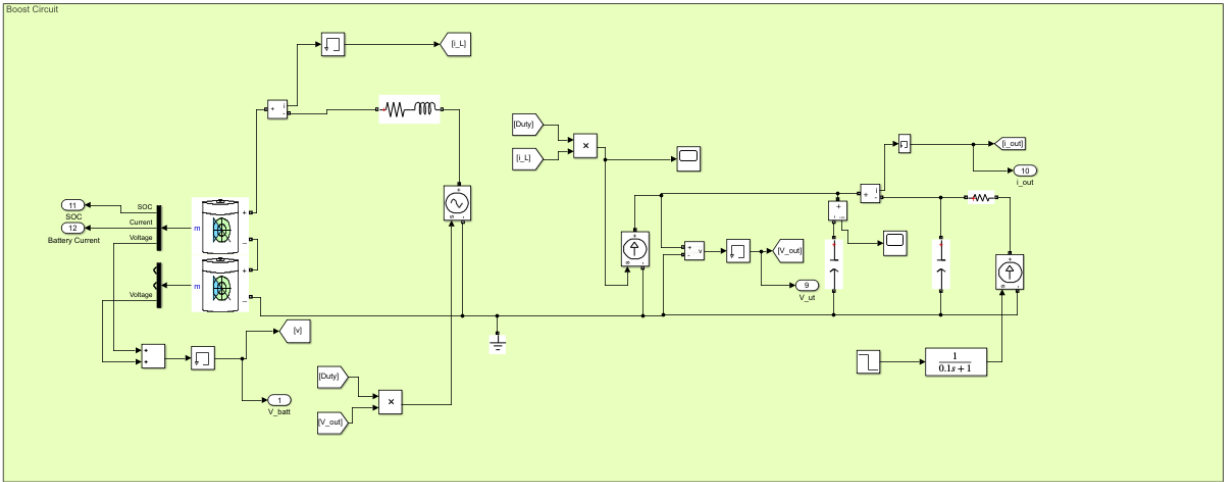 Boost Circuit
[i_L]
[Duty]
[i_L]
×
[i_out]
10
i_out
11
SOC
12
Battery Current
SOC
Current
Voltage
m
+
−
i
+
-
Voltage
m
+
−
+
-
v
[V_out]
9
V_ut
[v]
1
V_batt
[Duty]
[V_out]
×
1
0.1s + 1